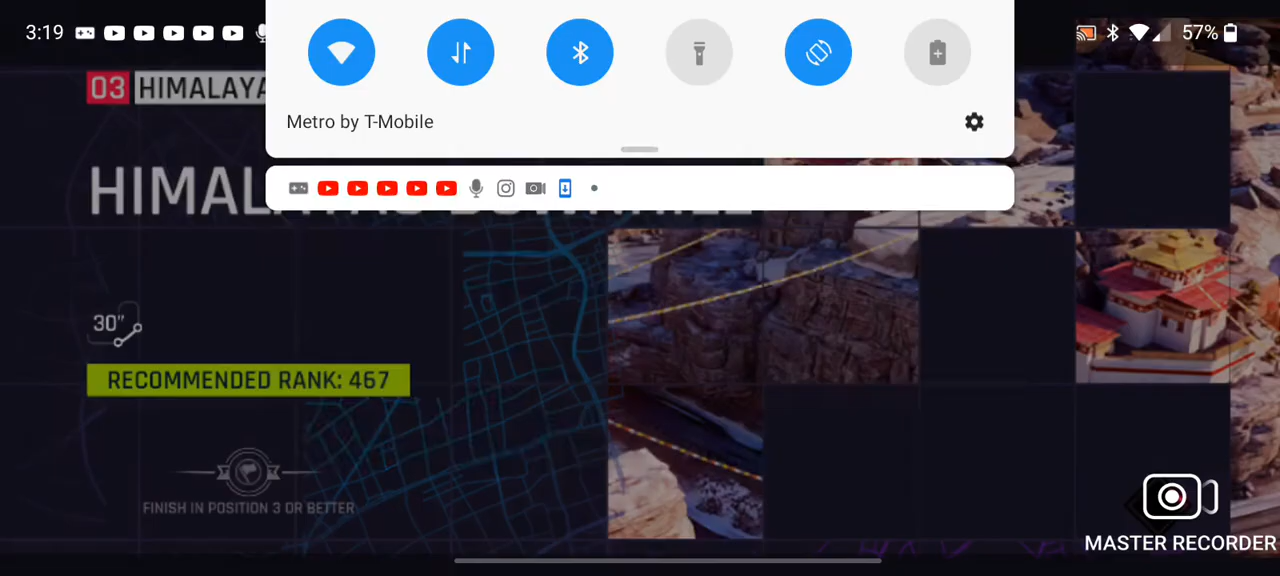 3:19
57%
03 HIMALAYA
Metro by T-Mobile
HIMAL
30"
RECOMMENDED RANK: 467
FINISH IN POSITION 3 OR BETTER
MASTER RECORDER